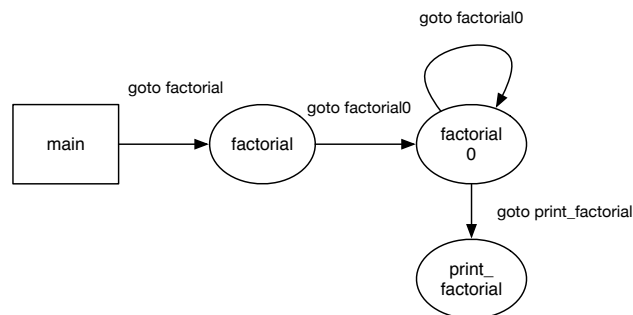 goto factorial0
goto factorial
goto factorial0
main
factorial
factorial
0
goto print_factorial
print_
factorial